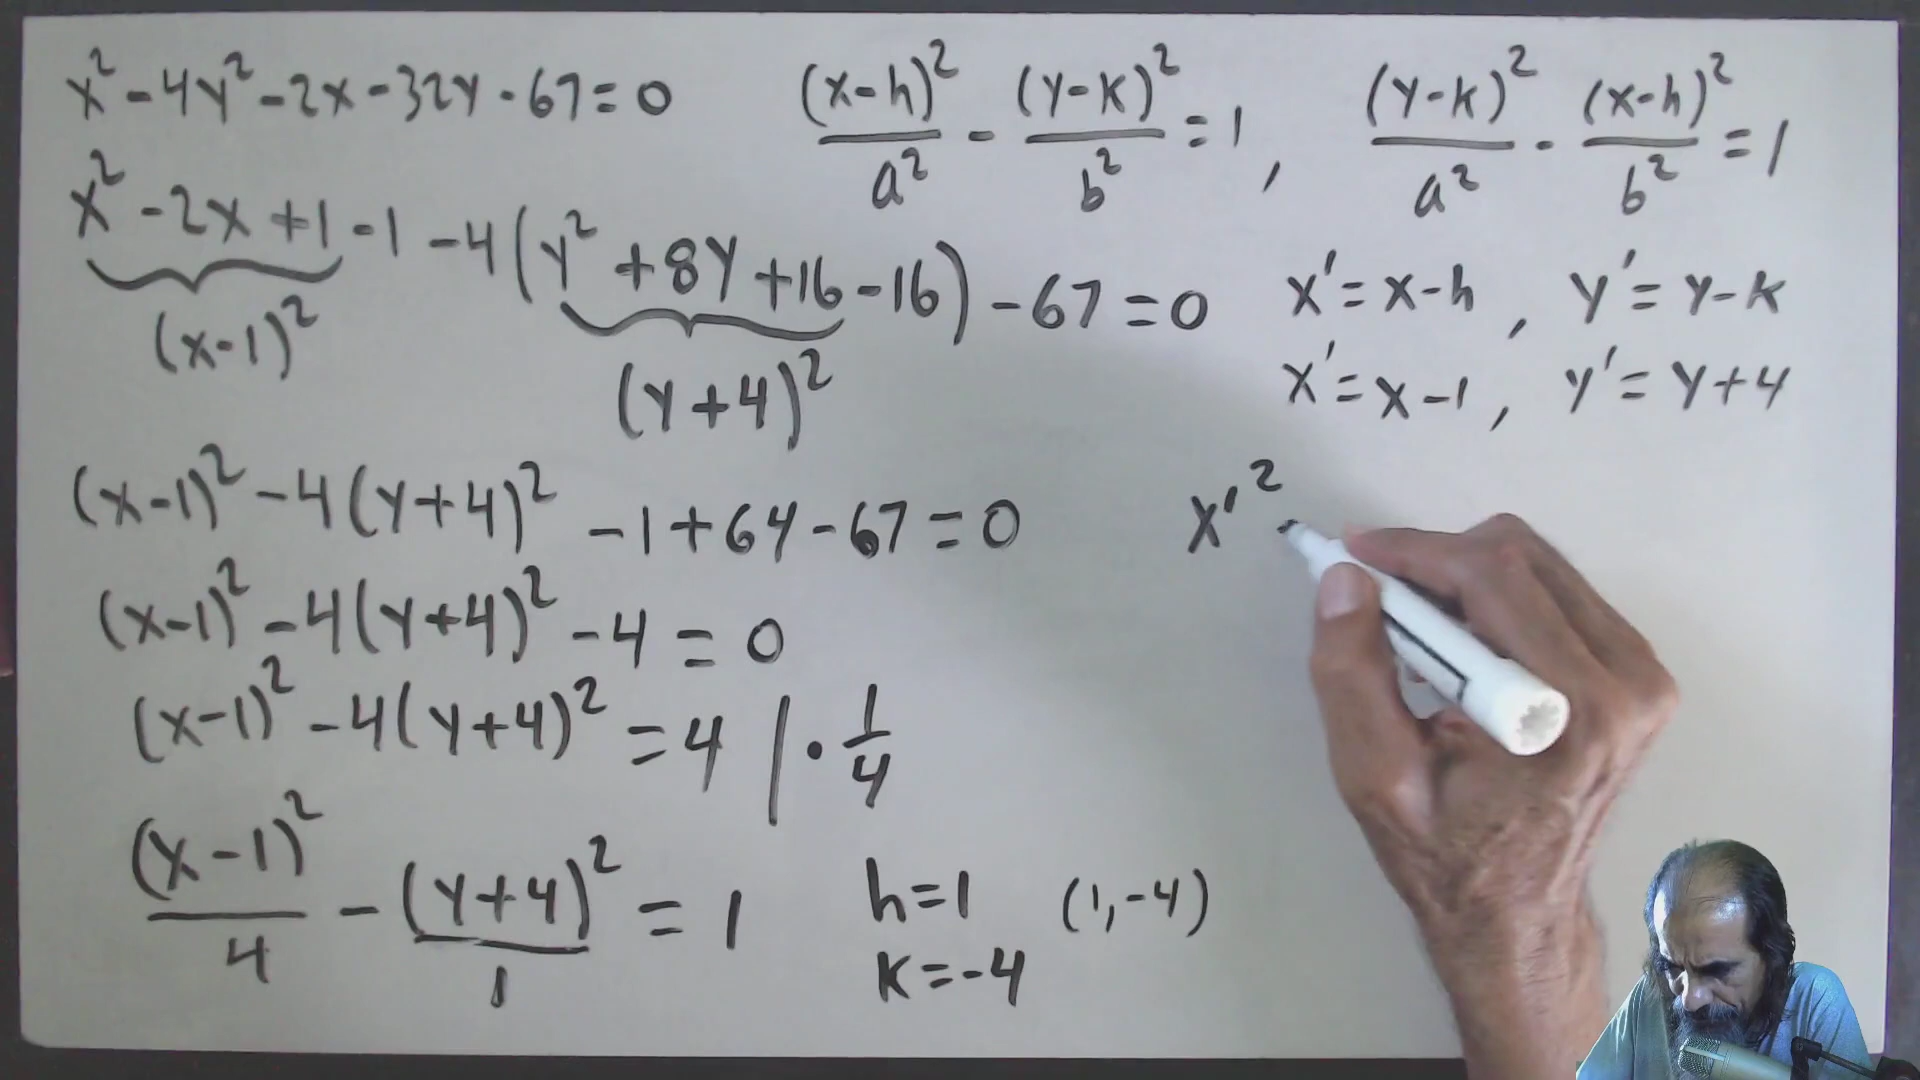 x² - 4y² - 2x - 32y - 67 = 0
x² - 2x + 1 - 1 - 4(y² + 8y + 16 - 16) - 67 = 0
(x-1)²
(y+4)²
(x-1)² - 4(y+4)² - 1 + 64 - 67 = 0
(x-1)² - 4(y+4)² - 4 = 0
(x-1)² - 4(y+4)² = 4 | · 1/4
(x-1)²/4 - (y+4)²/1 = 1
h = 1 (1, -4)
k = -4
(x-h)²/a² - (y-k)²/b² = 1, (y-k)²/a² - (x-h)²/b² = 1
x' = x-h, y' = y-k
x' = x-1, y' = y+4
x'² -